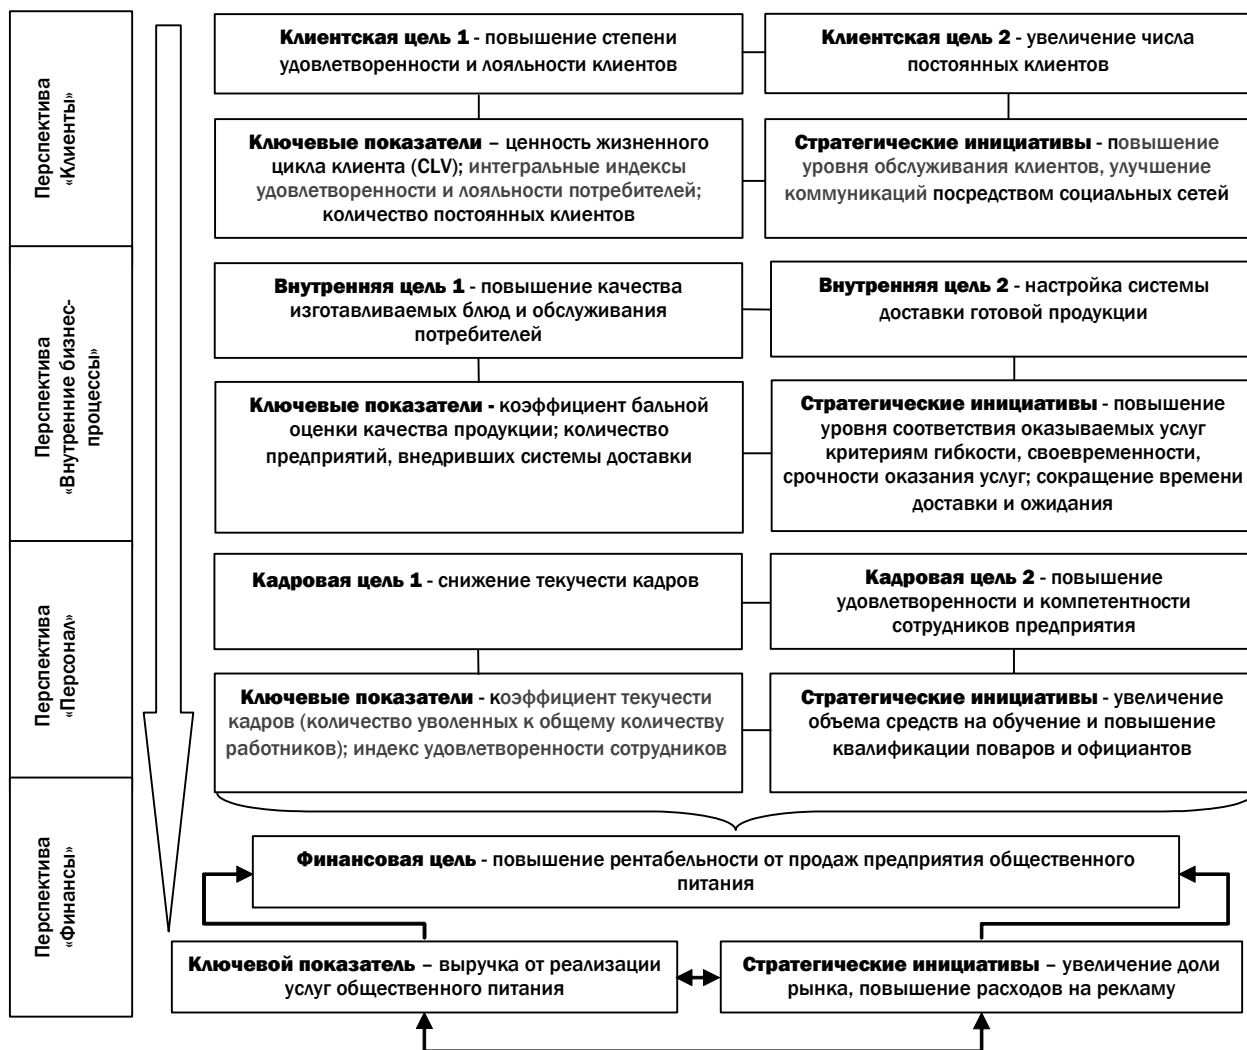 Перспектива
«Клиенты»
Клиентская цель 1 - повышение степени
удовлетворенности и лояльности клиентов
Клиентская цель 2 - увеличение числа
постоянных клиентов
Ключевые показатели – ценность жизненного
цикла клиента (CLV); интегральные индексы
удовлетворенности и лояльности потребителей;
количество постоянных клиентов
Стратегические инициативы - повышение
уровня обслуживания клиентов, улучшение
коммуникаций посредством социальных сетей
Перспектива
«Внутренние бизнес-
процессы»
Внутренняя цель 1 - повышение качества
изготавливаемых блюд и обслуживания
потребителей
Внутренняя цель 2 - настройка системы
доставки готовой продукции
Ключевые показатели - коэффициент бальной
оценки качества продукции; количество
предприятий, внедривших системы доставки
Стратегические инициативы - повышение
уровня соответствия оказываемых услуг
критериям гибкости, своевременности,
срочности оказания услуг; сокращение времени
доставки и ожидания
Перспектива
«Персонал»
Кадровая цель 1 - снижение текучести кадров
Кадровая цель 2 - повышение
удовлетворенности и компетентности
сотрудников предприятия
Ключевые показатели - коэффициент текучести
кадров (количество уволенных к общему количеству
работников); индекс удовлетворенности сотрудников
Стратегические инициативы - увеличение
объема средств на обучение и повышение
квалификации поваров и официантов
Перспектива
«Финансы»
Финансовая цель - повышение рентабельности от продаж предприятия общественного
питания
Ключевой показатель – выручка от реализации
услуг общественного питания
Стратегические инициативы – увеличение доли
рынка, повышение расходов на рекламу